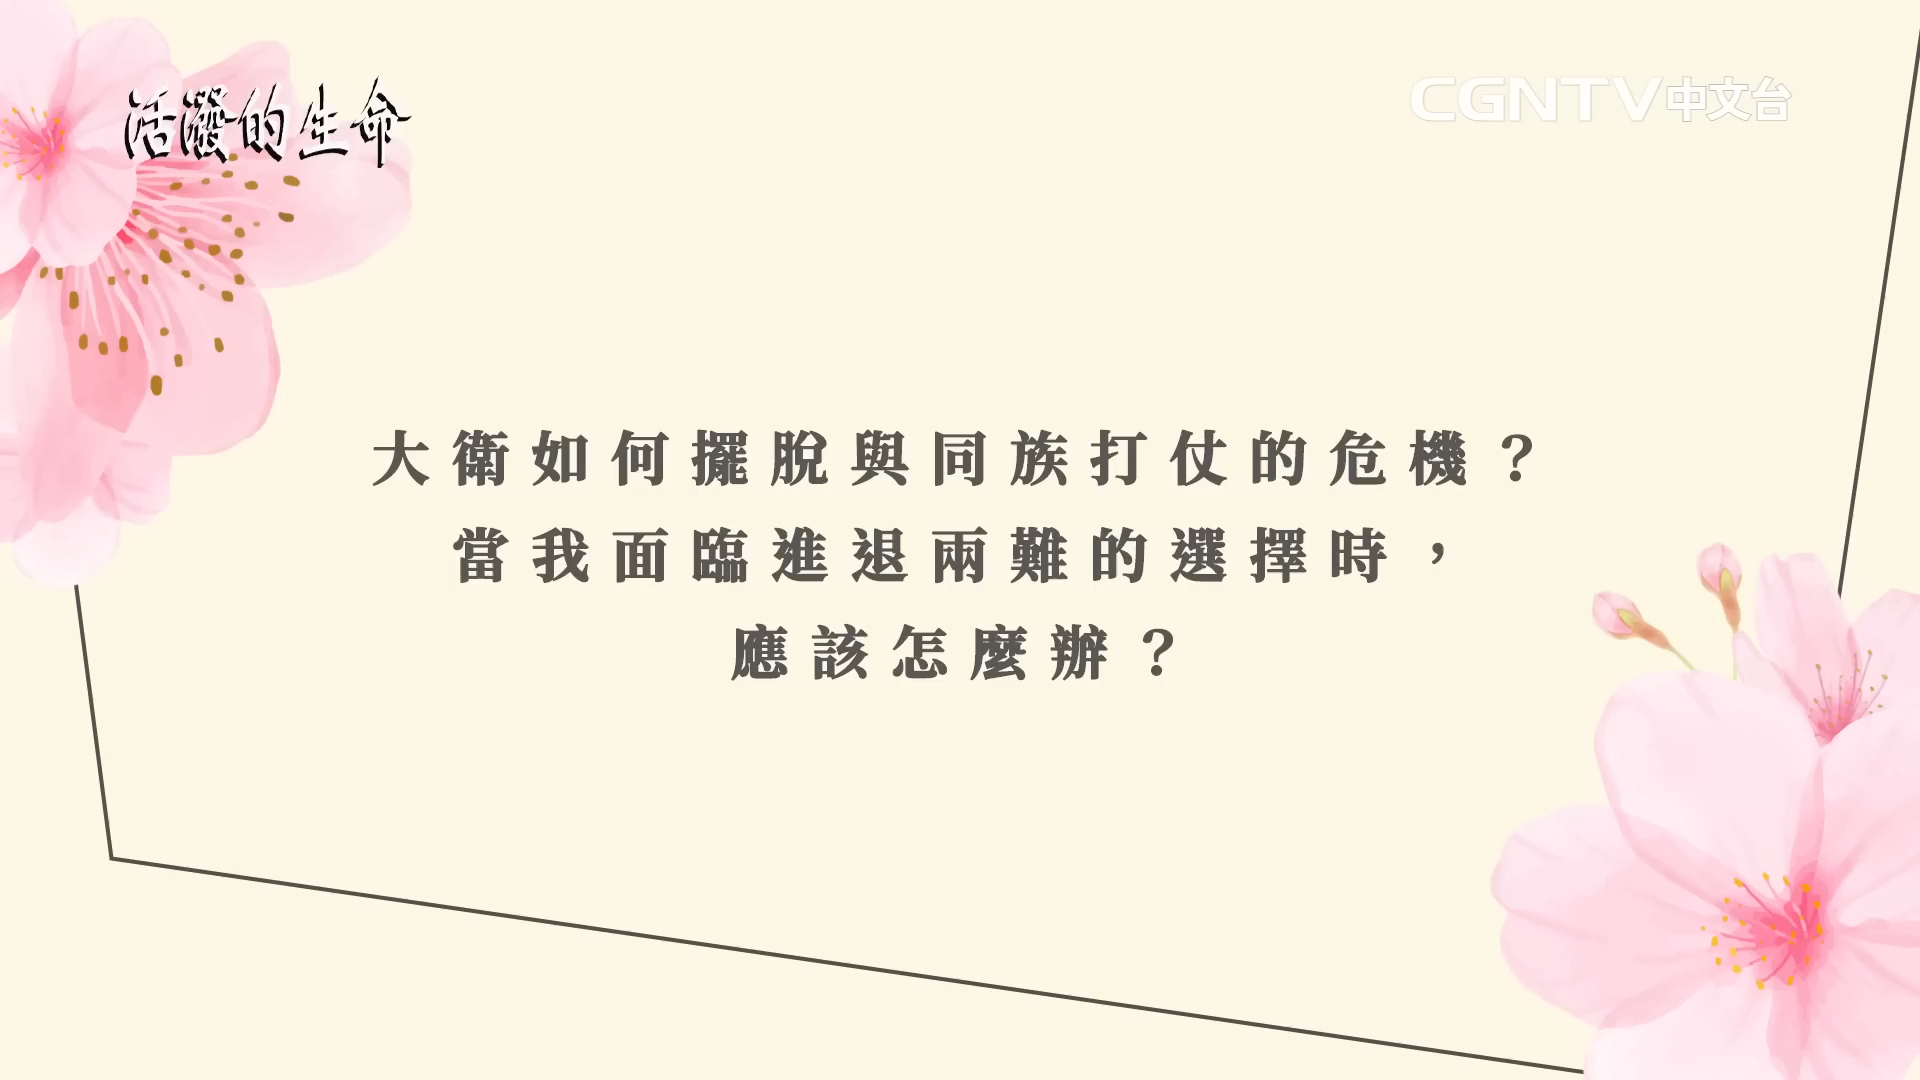 活潑的生命
CGNTV中文台
大衛如何擺脫與同族打仗的危機？
當我面臨進退兩難的選擇時，
應該怎麼辦？